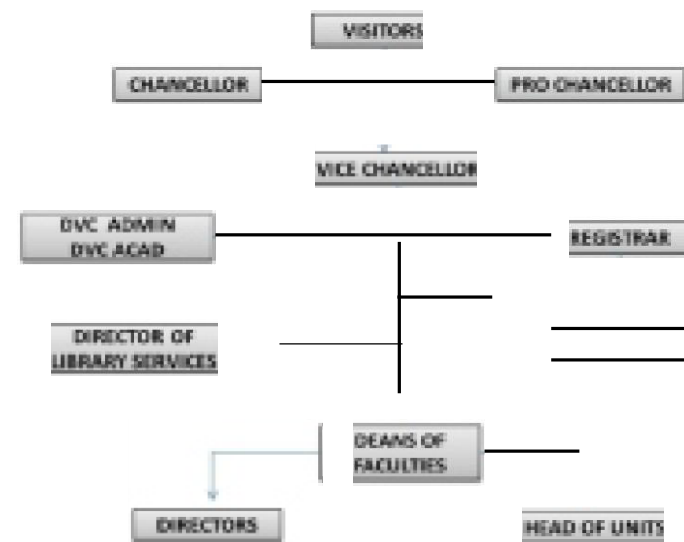 VISITORS
CHANCELLOR
PRO CHANCELLOR
VICE CHANCELLOR
DVC ADMIN
DVC ACAD
REGISTRAR
DIRECTOR OF
LIBRARY SERVICES
DEANS OF
FACULTIES
DIRECTORS
HEAD OF UNITS